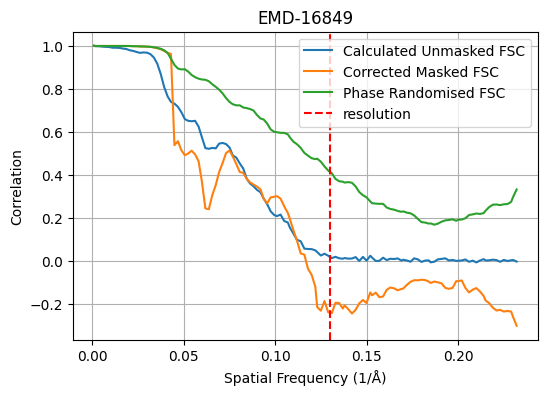 EMD-16849
Calculated Unmasked FSC
Corrected Masked FSC
Phase Randomised FSC
resolution
Correlation
1.0
0.8
0.6
0.4
0.2
0.0
−0.2
0.00 0.05 0.10 0.15 0.20
Spatial Frequency (1/Å)